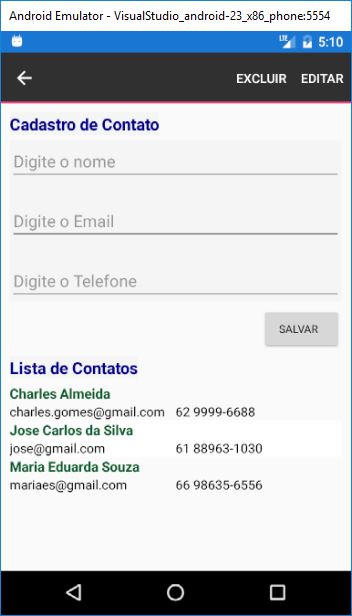 Android Emulator - VisualStudio_android-23_x86_phone:5554
LTE 5:10
EXCLUIR EDITAR
Cadastro de Contato
Digite o nome
Digite o Email
Digite o Telefone
SALVAR
Lista de Contatos
Charles Almeida
charles.gomes@gmail.com 62 9999-6688
Jose Carlos da Silva
jose@gmail.com 61 88963-1030
Maria Eduarda Souza
mariaes@gmail.com 66 98635-6556